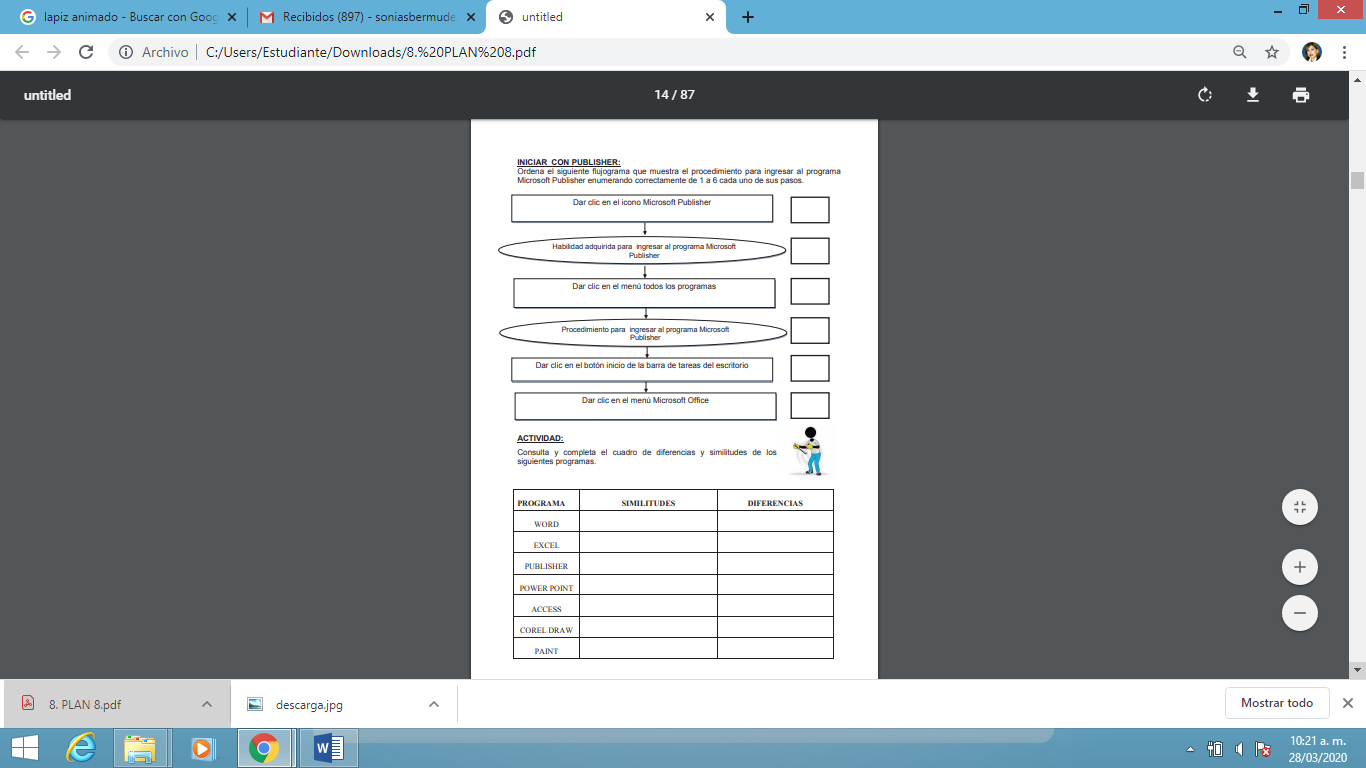 lapiz animado - Buscar con Goog
Recibidos (897) - soniasbermude
untitled
Archivo
C:/Users/Estudiante/Downloads/8.%20PLAN%208.pdf
untitled
14 / 87
INICIAR CON PUBLISHER:
Ordena el siguiente flujograma que muestra el procedimiento para ingresar al programa
Microsoft Publisher enumerando correctamente de 1 a 6 cada uno de sus pasos.
Dar clic en el icono Microsoft Publisher
Habilidad adquirida para ingresar al programa Microsoft
Publisher
Dar clic en el menú todos los programas
Procedimiento para ingresar al programa Microsoft
Publisher
Dar clic en el botón inicio de la barra de tareas del escritorio
Dar clic en el menú Microsoft Office
ACTIVIDAD:
Consulta y completa el cuadro de diferencias y similitudes de los
siguientes programas.
PROGRAMA SIMILITUDES DIFERENCIAS
WORD
EXCEL
PUBLISHER
POWER POINT
ACCESS
COREL DRAW
PAINT
8. PLAN 8.pdf
descarga.jpg
Mostrar todo
10:21 a. m.
28/03/2020